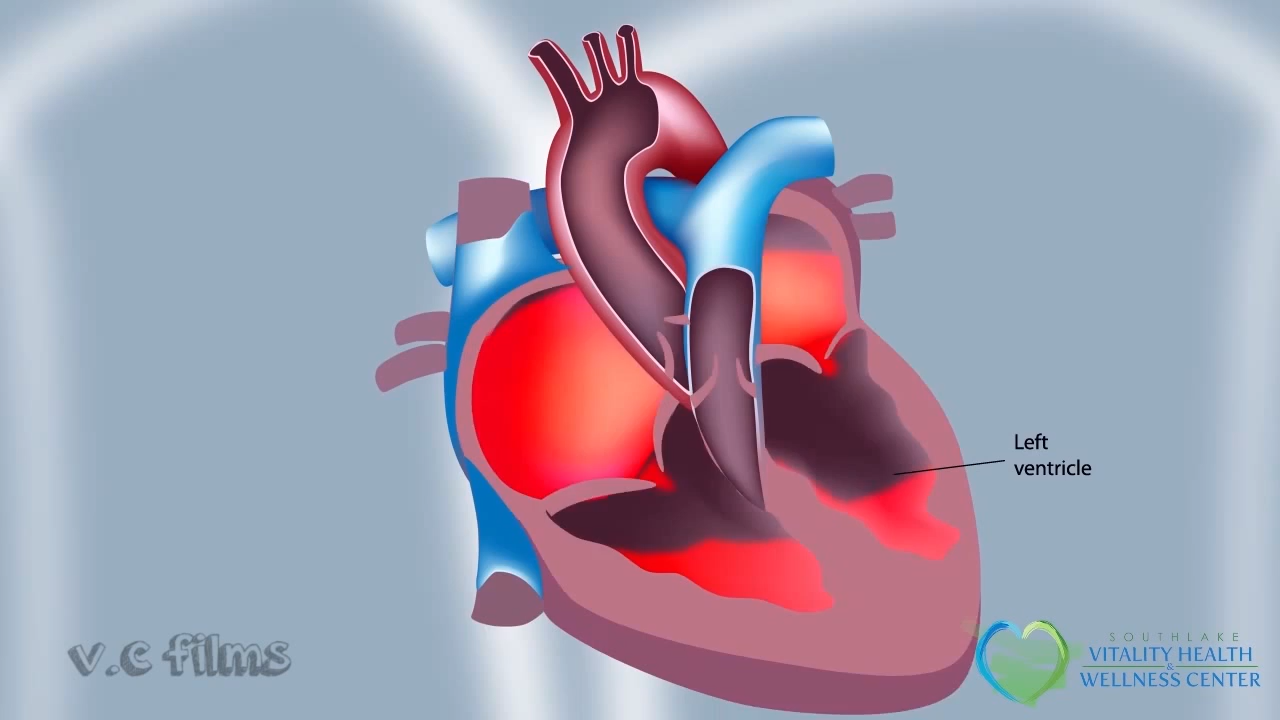 Left
ventricle
v.c films
SOUTHLAKE
VITALITY HEALTH
&
WELLNESS CENTER